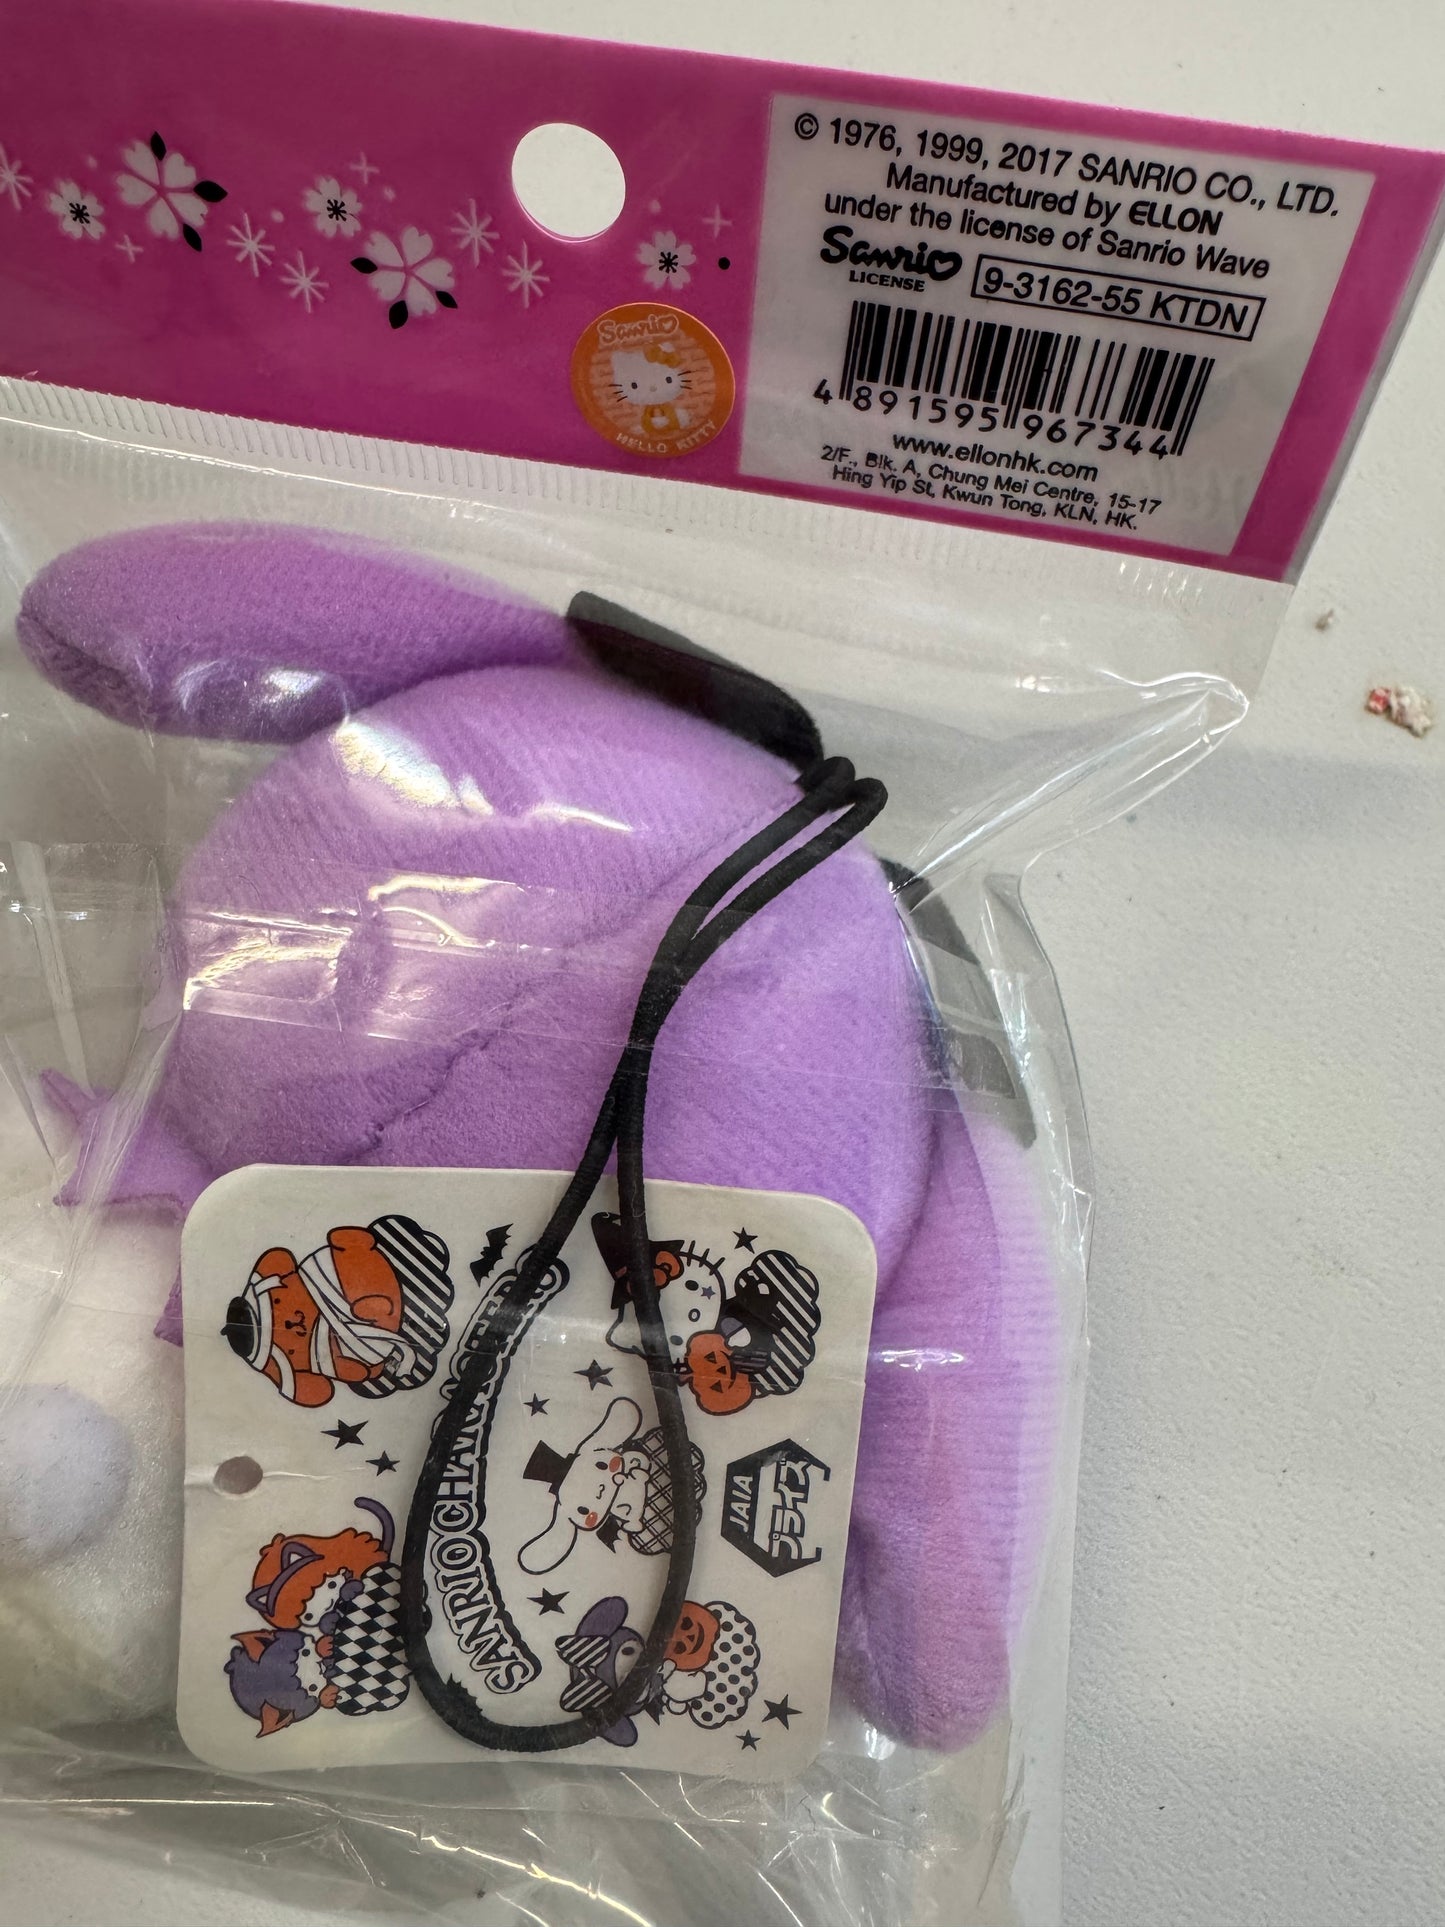 © 1976, 1999, 2017 SANRIO CO., LTD.
Manufactured by ELLON
under the license of Sanrio Wave
Sanrio
LICENSE
9-3162-55 KTDN
4 891595 967344
www.ellonhk.com
2/F., Blk. A, Chung Mei Centre, 15-17
Hing Yip St, Kwun Tong, KLN, HK.
Sanrio
HELLO KITTY
SANRIO CHARACTERS
JAIA
プライズ